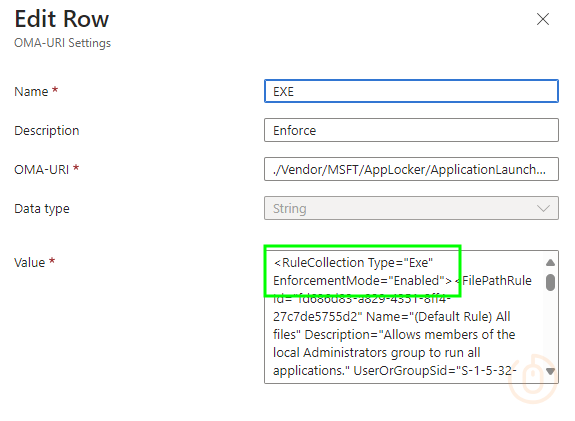 Edit Row
OMA-URI Settings
Name *
EXE
Description
Enforce
OMA-URI *
./Vendor/MSFT/AppLocker/ApplicationLaunch...
Data type
String
Value *
<RuleCollection Type="Exe"
EnforcementMode="Enabled"><FilePathRule
Id="fd686d83-a829-4351-8ff4-
27c7de5755d2" Name="(Default Rule) All
files" Description="Allows members of the
local Administrators group to run all
applications." UserOrGroupSid="S-1-5-32-